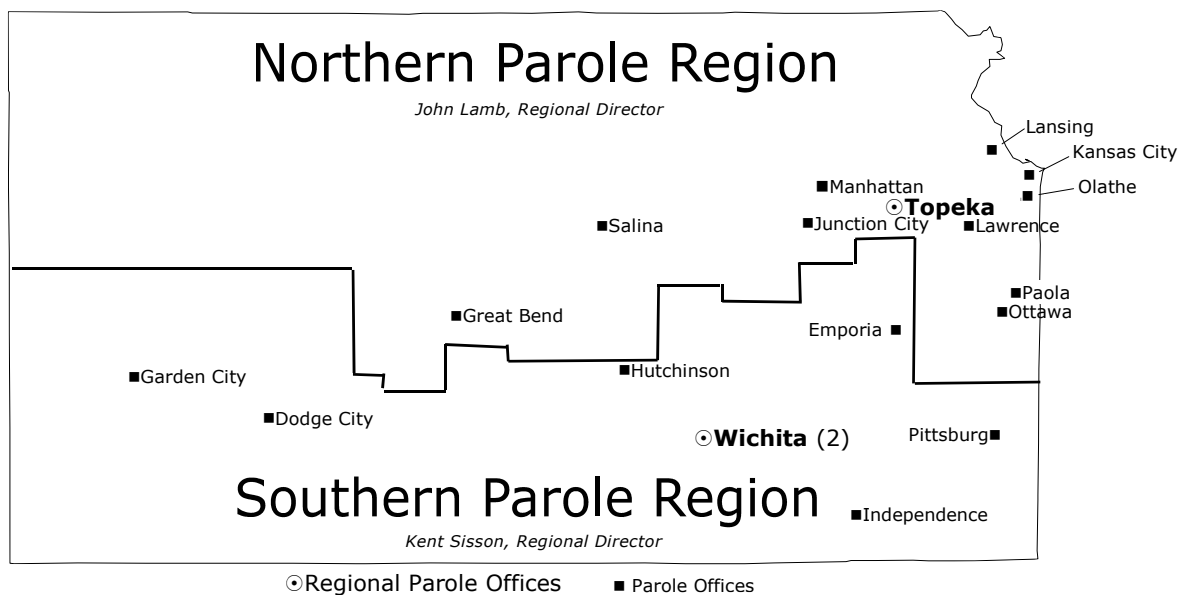 Northern Parole Region
John Lamb, Regional Director
Lansing
Kansas City
Manhattan
Olathe
Topeka
Salina
Junction City
Lawrence
Paola
Great Bend
Ottawa
Emporia
Hutchinson
Garden City
Dodge City
Wichita (2)
Pittsburg
Southern Parole Region
Independence
Kent Sisson, Regional Director
Regional Parole Offices
Parole Offices